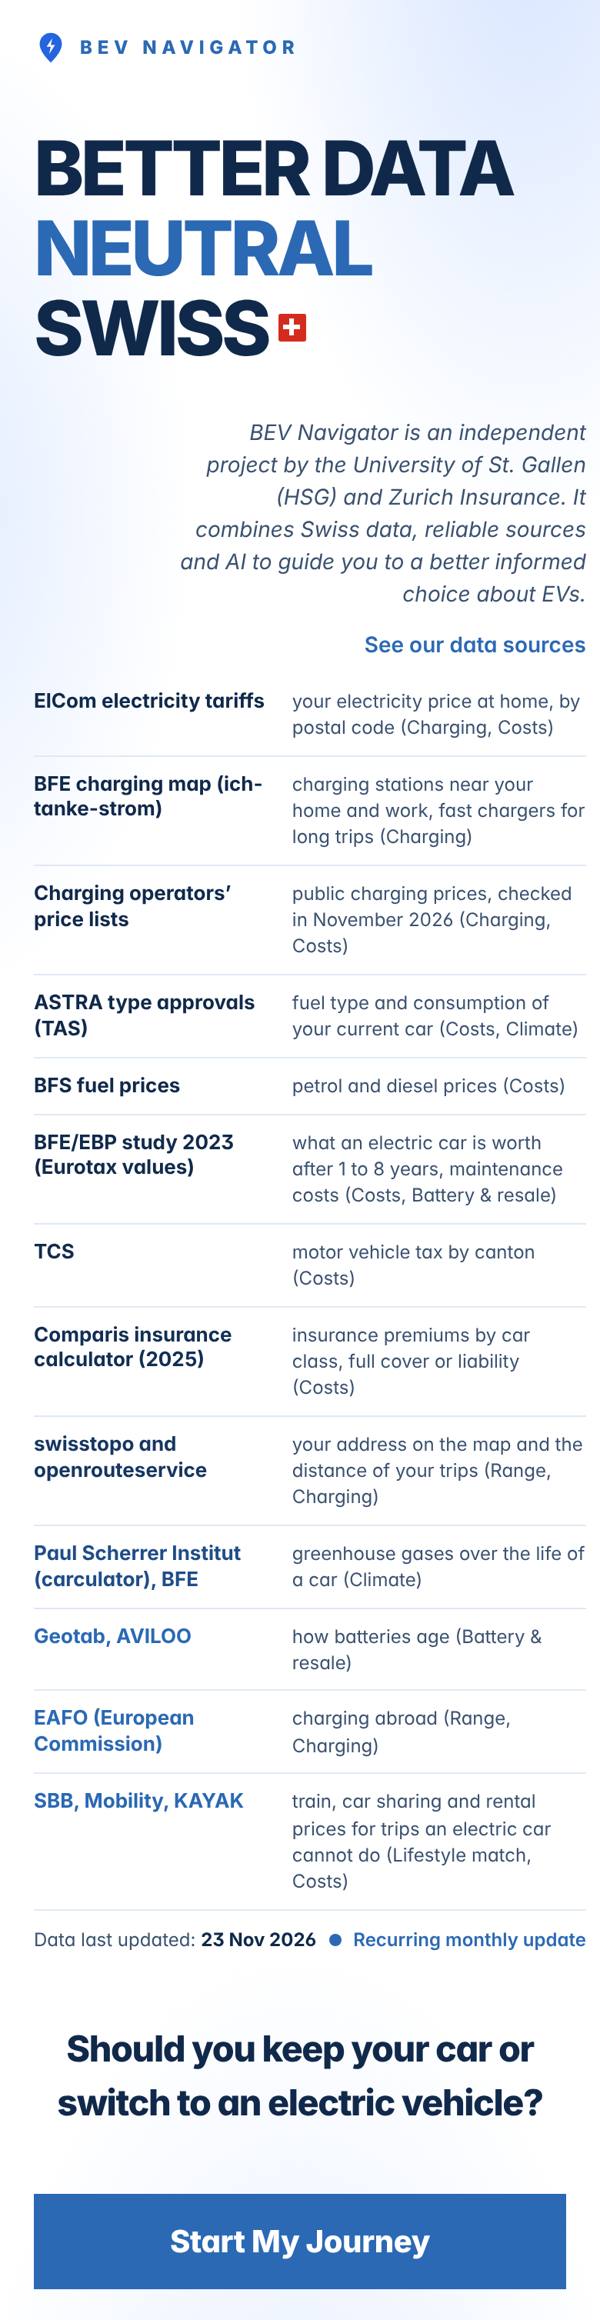 BEV NAVIGATOR
BETTER DATA
NEUTRAL
SWISS
BEV Navigator is an independent
project by the University of St. Gallen
(HSG) and Zurich Insurance. It
combines Swiss data, reliable sources
and AI to guide you to a better informed
choice about EVs.
See our data sources
ElCom electricity tariffs
your electricity price at home, by
postal code (Charging, Costs)
BFE charging map (ich-
tanke-strom)
charging stations near your
home and work, fast chargers for
long trips (Charging)
Charging operators’
price lists
public charging prices, checked
in November 2026 (Charging,
Costs)
ASTRA type approvals
(TAS)
fuel type and consumption of
your current car (Costs, Climate)
BFS fuel prices
petrol and diesel prices (Costs)
BFE/EBP study 2023
(Eurotax values)
what an electric car is worth
after 1 to 8 years, maintenance
costs (Costs, Battery & resale)
TCS
motor vehicle tax by canton
(Costs)
Comparis insurance
calculator (2025)
insurance premiums by car
class, full cover or liability
(Costs)
swisstopo and
openrouteservice
your address on the map and the
distance of your trips (Range,
Charging)
Paul Scherrer Institut
(carculator), BFE
greenhouse gases over the life of
a car (Climate)
Geotab, AVILOO
how batteries age (Battery &
resale)
EAFO (European
Commission)
charging abroad (Range,
Charging)
SBB, Mobility, KAYAK
train, car sharing and rental
prices for trips an electric car
cannot do (Lifestyle match,
Costs)
Data last updated: 23 Nov 2026 ● Recurring monthly update
Should you keep your car or
switch to an electric vehicle?
Start My Journey